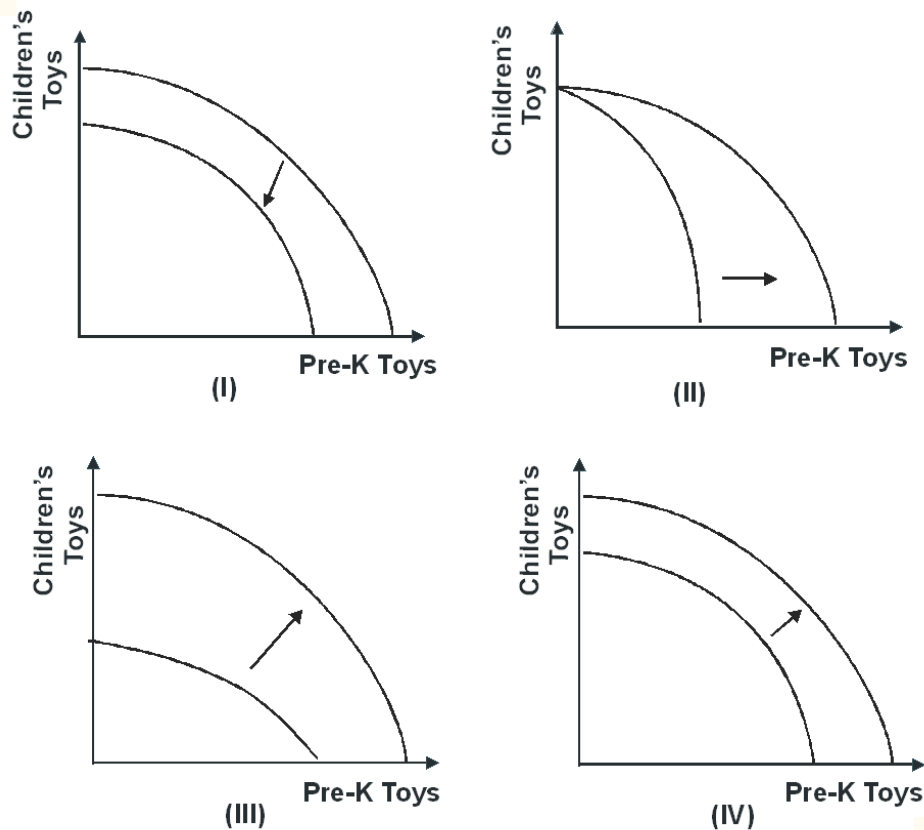 Children's
Toys
Pre-K Toys
(I)
Children's
Toys
Pre-K Toys
(II)
Children's
Toys
Pre-K Toys
(III)
Children's
Toys
Pre-K Toys
(IV)